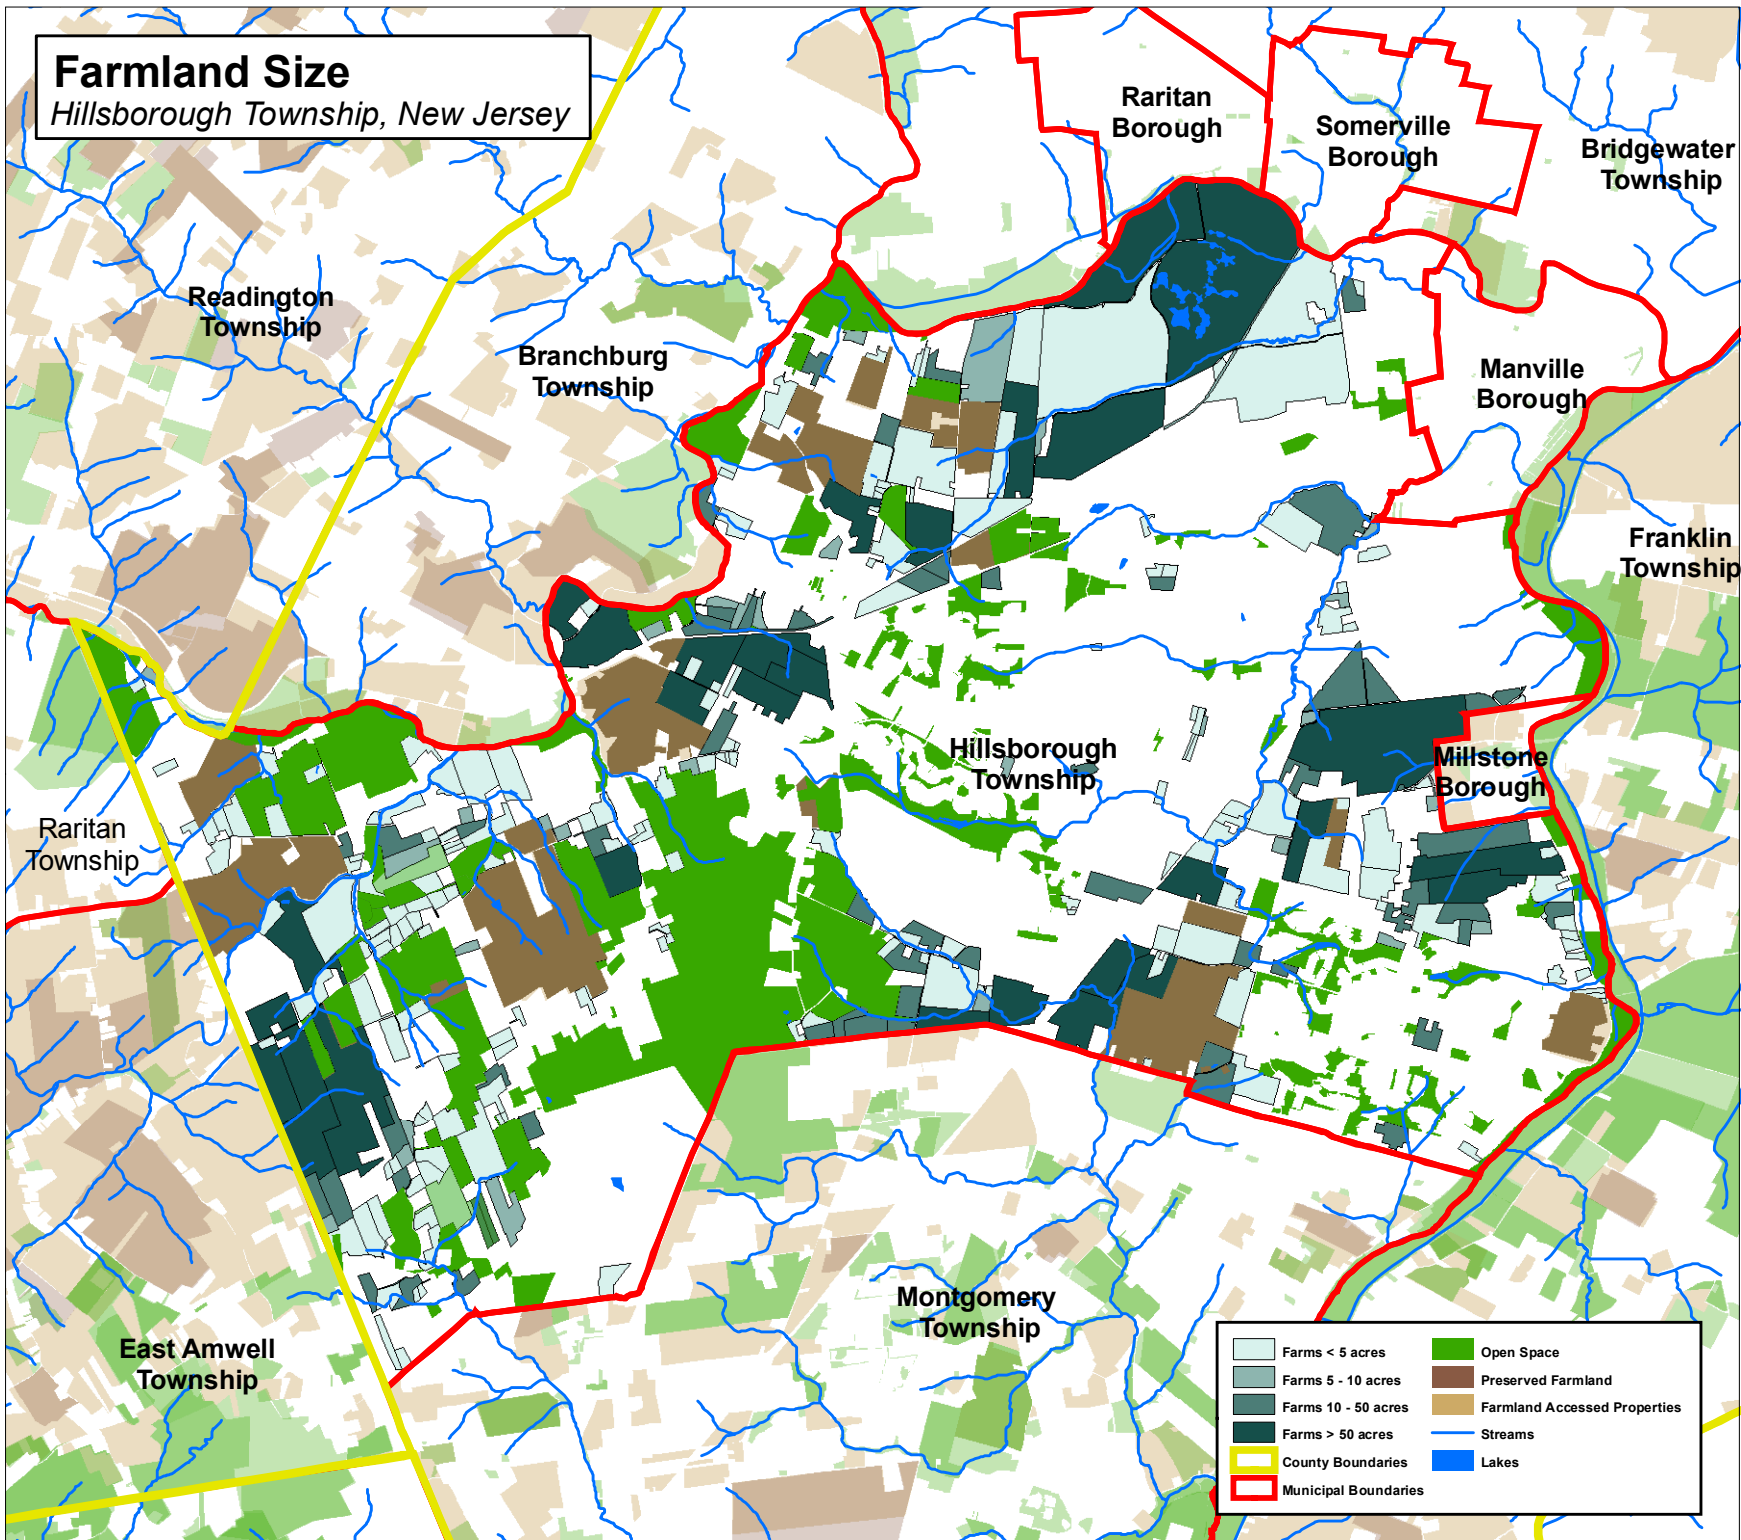 Farmland Size
Hillsborough Township, New Jersey
Raritan
Borough
Somerville
Borough
Bridgewater
Township
Readington
Township
Branchburg
Township
Manville
Borough
Franklin
Township
Hillsborough
Township
Millstone
Borough
Raritan
Township
Montgomery
Township
East Amwell
Township
Farms < 5 acres
Farms 5 - 10 acres
Farms 10 - 50 acres
Farms > 50 acres
County Boundaries
Municipal Boundaries
Open Space
Preserved Farmland
Farmland Accessed Properties
Streams
Lakes